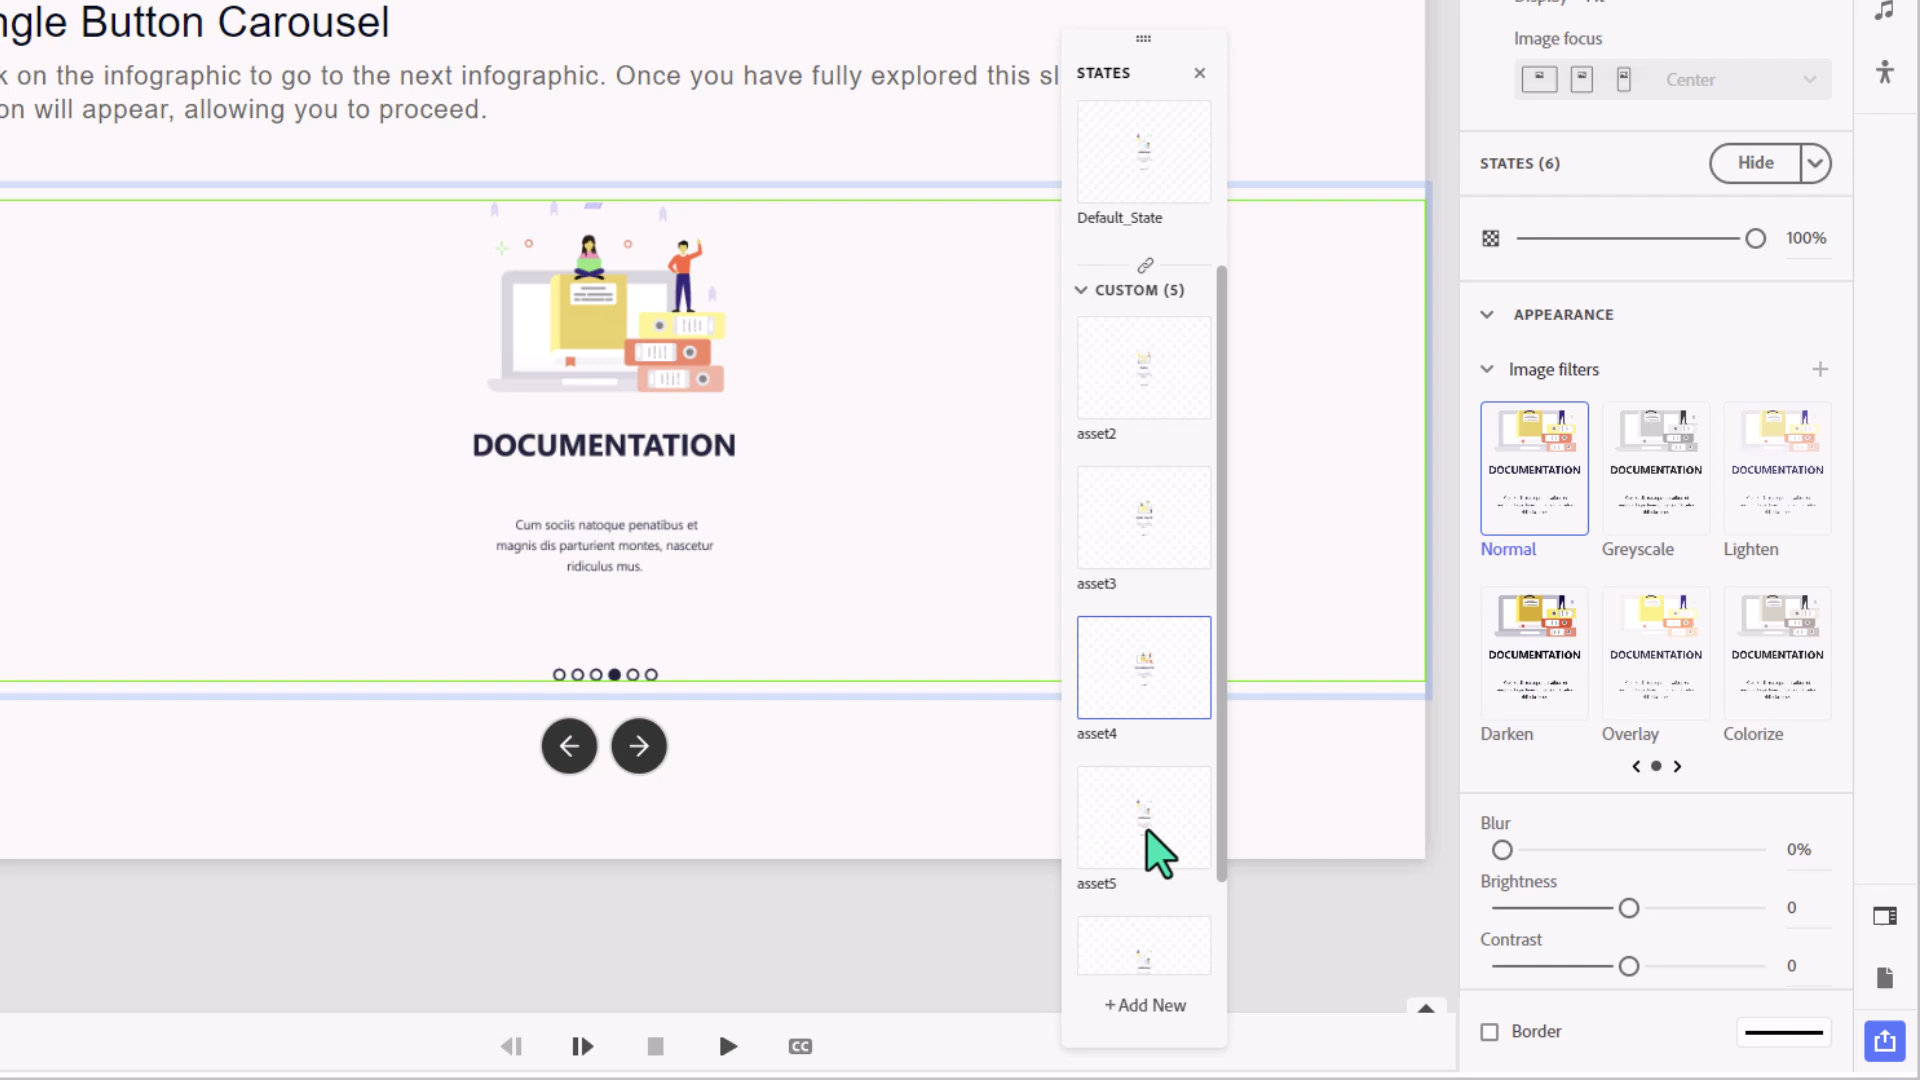 ngle Button Carousel
k on the infographic to go to the next infographic. Once you have fully explored this sl
on will appear, allowing you to proceed.
DOCUMENTATION
Cum sociis natoque penatibus et
magnis dis parturient montes, nascetur
ridiculus mus.
STATES
Default_State
CUSTOM (5)
asset2
asset3
asset4
asset5
+ Add New
CC
Image focus
Center
STATES (6)
Hide
100%
APPEARANCE
Image filters
DOCUMENTATION
DOCUMENTATION
DOCUMENTATION
Normal
Greyscale
Lighten
DOCUMENTATION
DOCUMENTATION
DOCUMENTATION
Darken
Overlay
Colorize
Blur
0%
Brightness
0
Contrast
0
Border